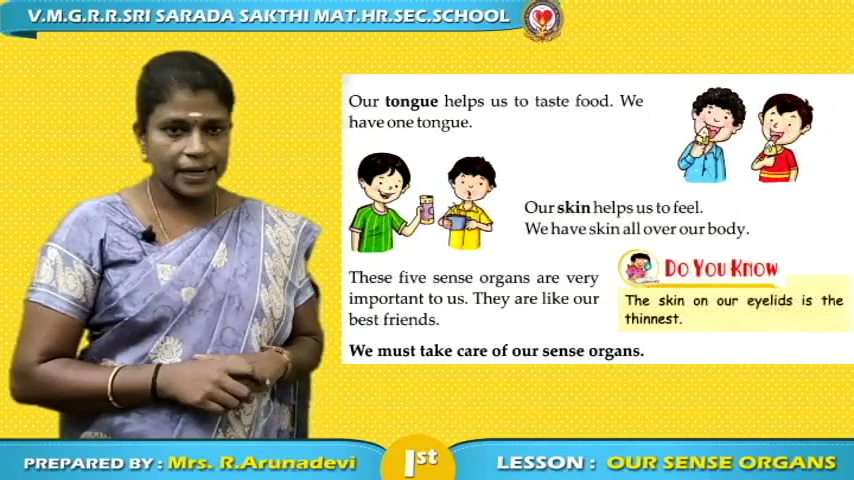 V.M.G.R.R.SRI SARADA SAKTHI MAT.HR.SEC.SCHOOL
Our tongue helps us to taste food. We
have one tongue.
Our skin helps us to feel.
We have skin all over our body.
These five sense organs are very
important to us. They are like our
best friends.
DO YOU KNOW
The skin on our eyelids is the
thinnest.
We must take care of our sense organs.
PREPARED BY : Mrs. R.Arunadevi
1st
LESSON : OUR SENSE ORGANS